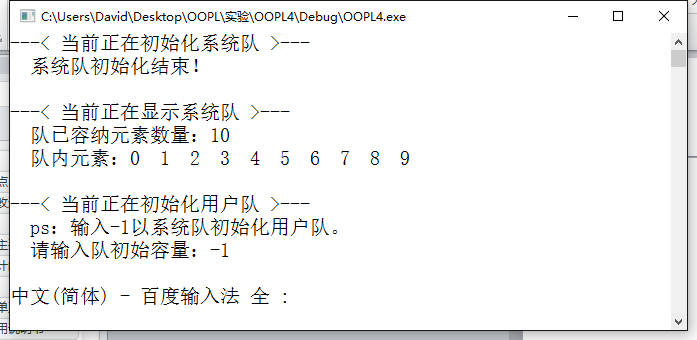 C:\Users\David\Desktop\OOPL\实验\OOPL4\Debug\OOPL4.exe
---< 当前正在初始化系统队 >---
系统队初始化结束!
---< 当前正在显示系统队 >---
队已容纳元素数量: 10
队内元素: 0 1 2 3 4 5 6 7 8 9
---< 当前正在初始化用户队 >---
ps: 输入-1以系统队初始化用户队。
请输入队初始容量: -1
中文(简体) - 百度输入法 全 :